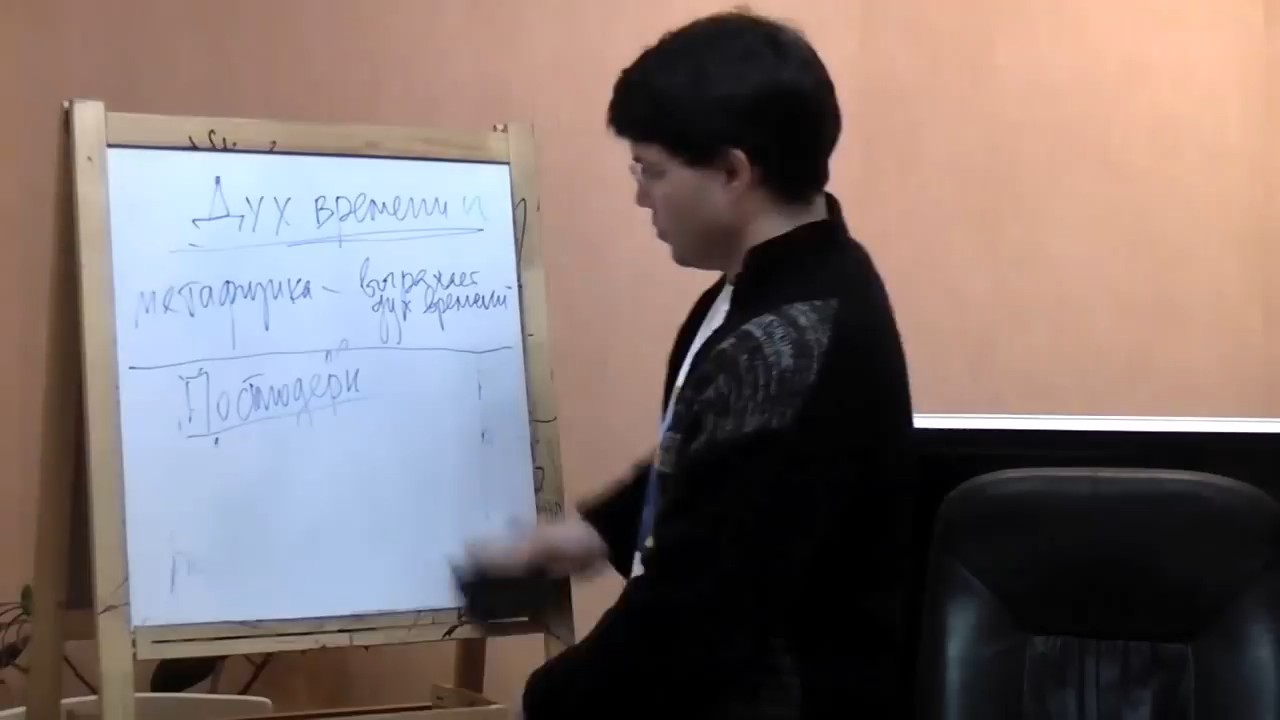 Дух времени
метафизика – выражает
дух времени
Постмодерн